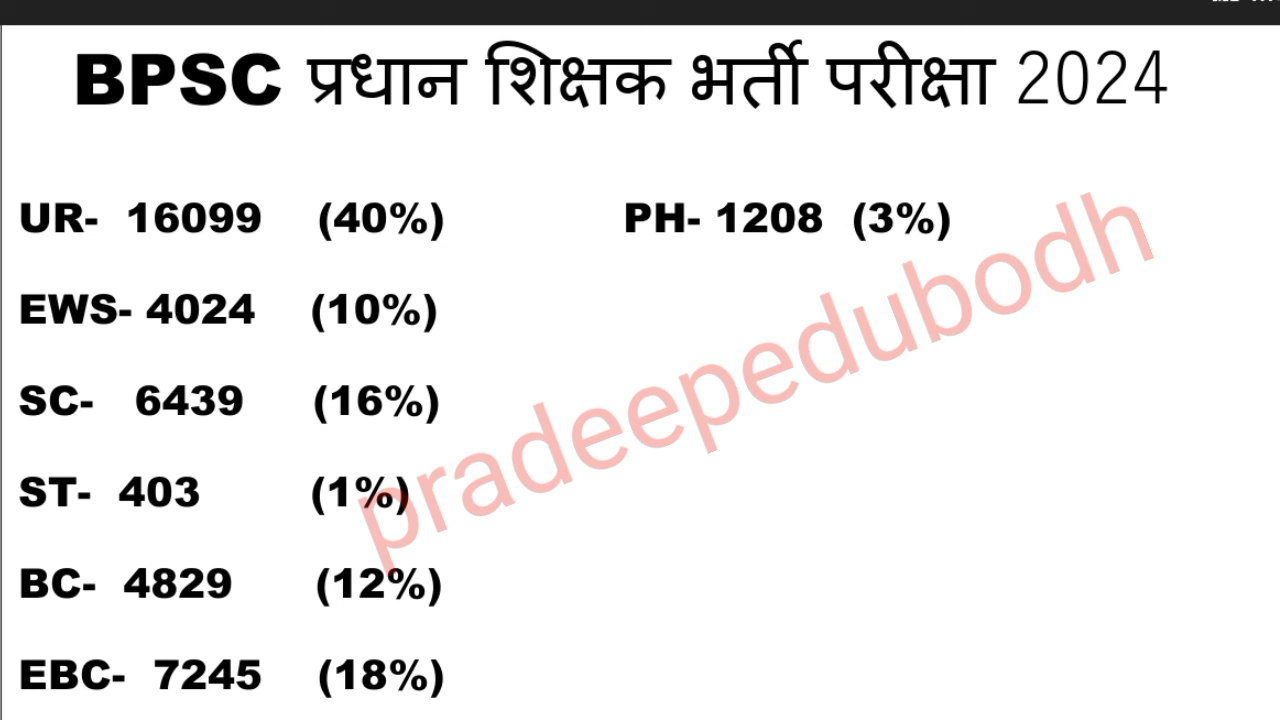 BPSC प्रधान शिक्षक भर्ती परीक्षा 2024
UR- 16099 (40%) PH- 1208 (3%)
EWS- 4024 (10%)
SC- 6439 (16%)
ST- 403 (1%)
BC- 4829 (12%)
EBC- 7245 (18%)
pradeepedubodh